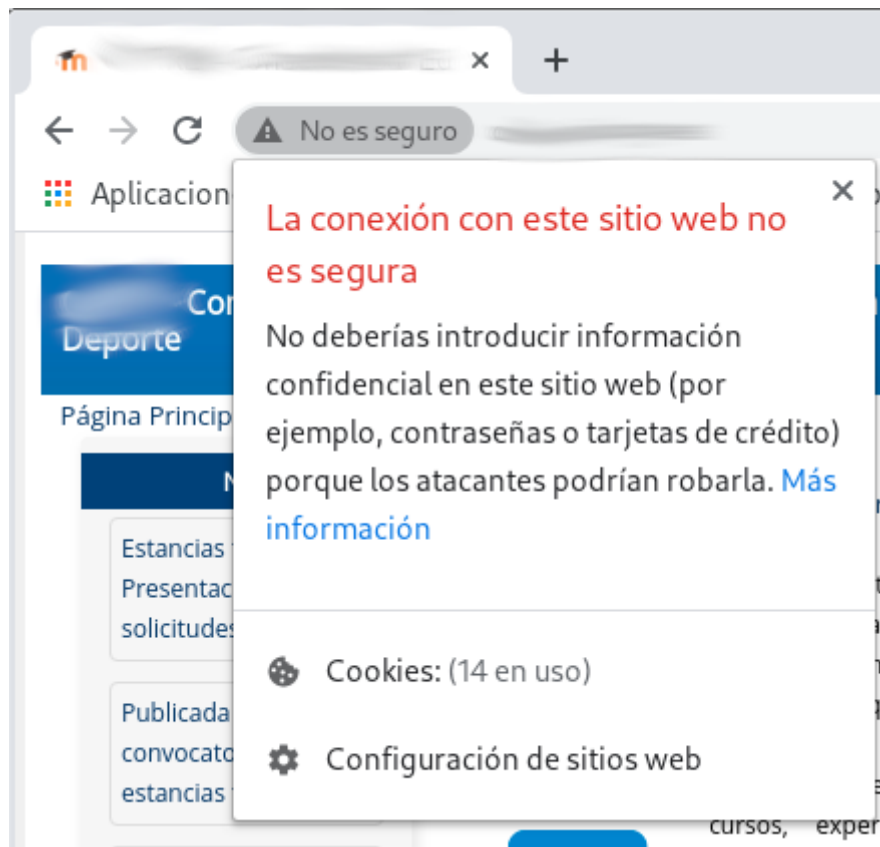 No es seguro
Aplicacion
La conexión con este sitio web no
es segura
No deberías introducir información
confidencial en este sitio web (por
ejemplo, contraseñas o tarjetas de crédito)
porque los atacantes podrían robarla. Más
información
Cookies: (14 en uso)
Configuración de sitios web
Cor
Deporte
Página Princip
N
Estancias
Presentac
solicitudes
Publicada
convocato
estancias
cursos, exper